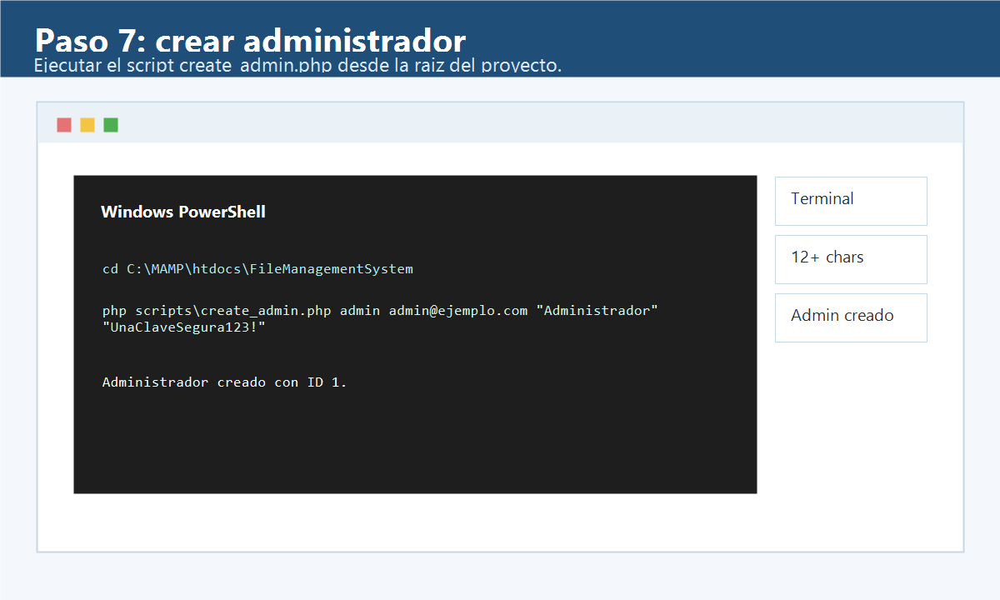 Paso 7: crear administrador
Ejecutar el script create_admin.php desde la raiz del proyecto.
Windows PowerShell
cd C:\MAMP\htdocs\FileManagementSystem
php scripts\create_admin.php admin admin@ejemplo.com "Administrador"
"UnaClaveSegura123!"
Administrador creado con ID 1.
Terminal
12+ chars
Admin creado